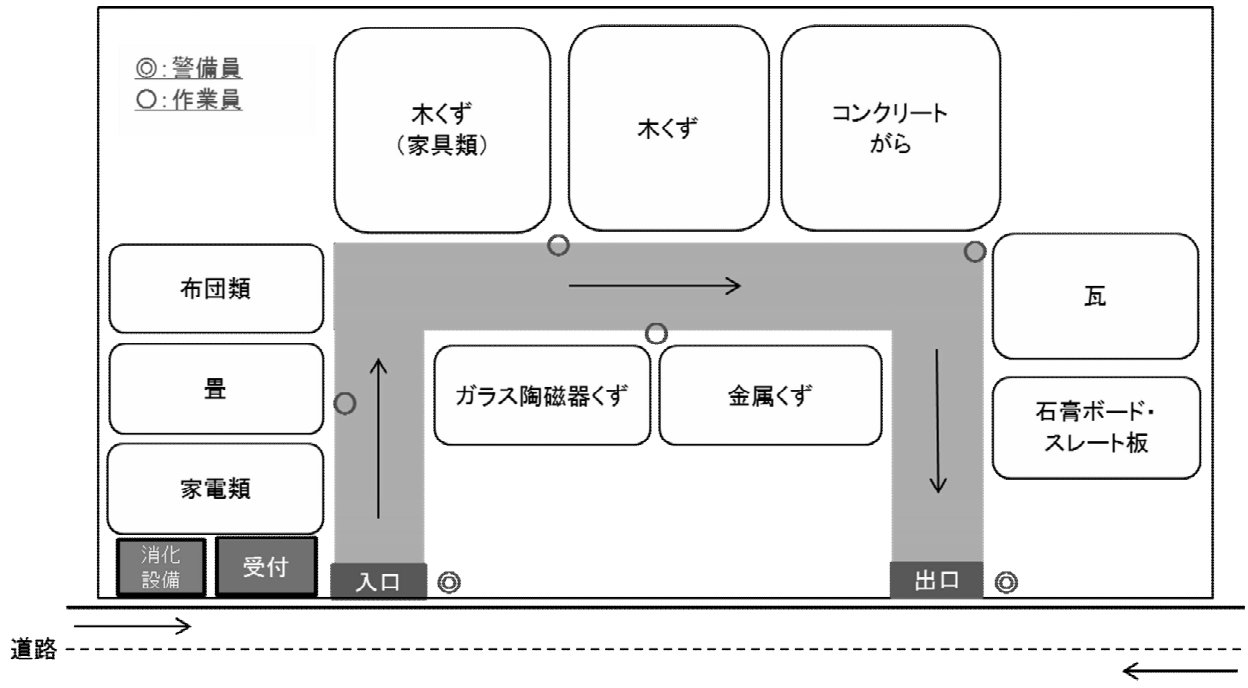 ◎:警備員
○:作業員
木くず
（家具類）
木くず
コンクリート
がら
布団類
瓦
畳
ガラス陶磁器くず
金属くず
石膏ボード・
スレート板
家電類
消化
設備
受付
入口
出口
道路